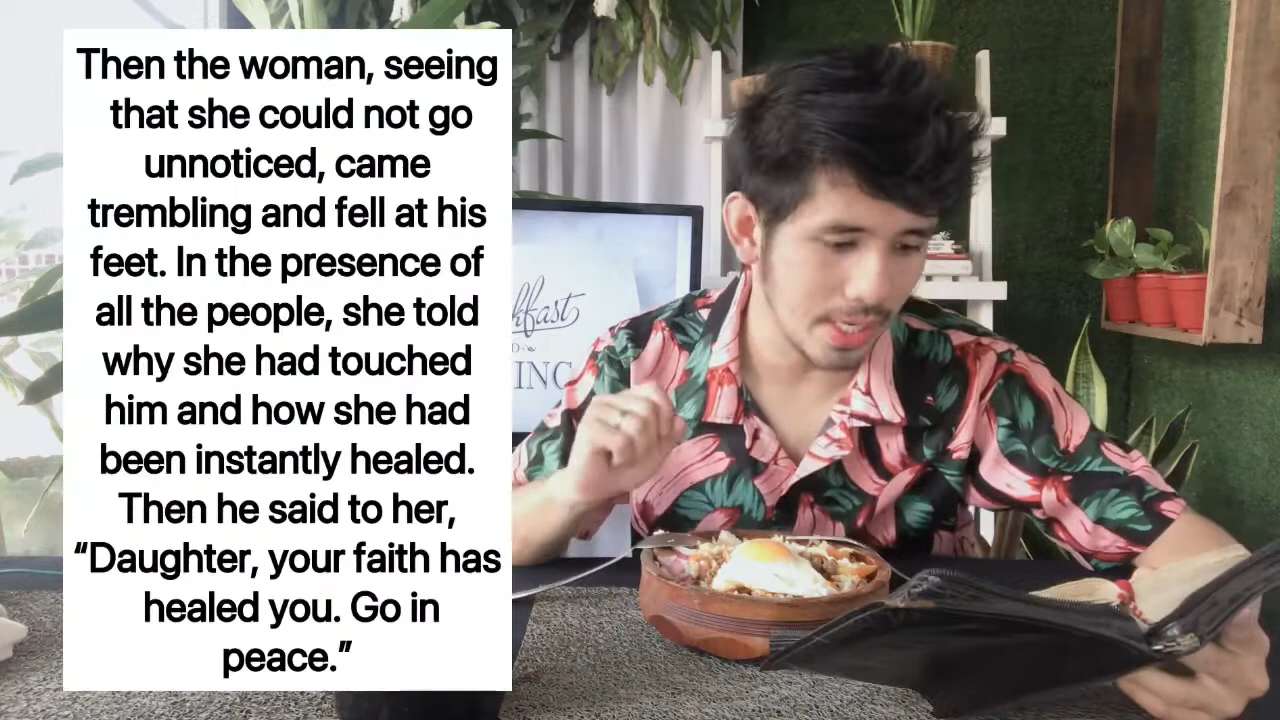 Then the woman, seeing
that she could not go
unnoticed, came
trembling and fell at his
feet. In the presence of
all the people, she told
why she had touched
him and how she had
been instantly healed.
Then he said to her,
“Daughter, your faith has
healed you. Go in
peace.”